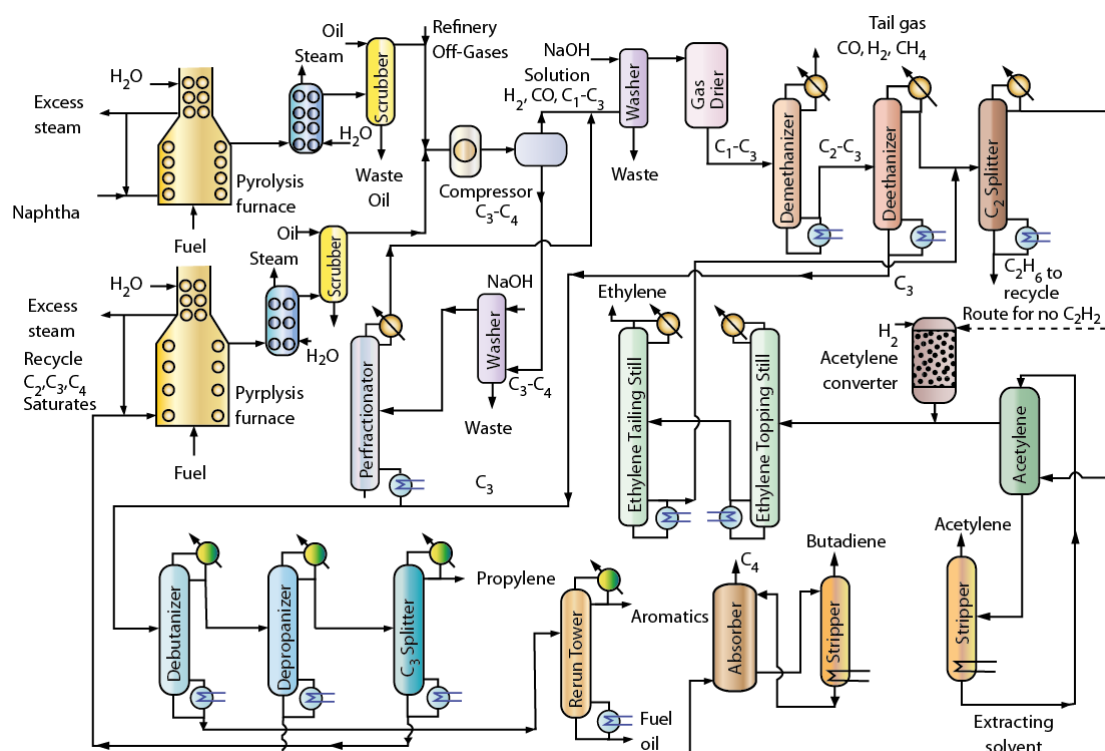 Oil
Refinery
Off-Gases
Steam
H2O
Scrubber
NaOH
Solution
H2, CO, C1–C3
Washer
Gas
Drier
Tail gas
CO, H2, CH4
Excess
steam
H2O
Waste
Oil
Compressor
C3–C4
Waste
C1–C3
Demethanizer
C2–C3
Deethanizer
C2 Splitter
Naphtha
Pyrolysis
furnace
Fuel
Oil
Scrubber
Steam
H2O
C3
C2H6 to
recycle
Route for no C2H2
Excess
steam
Recycle
C2,C3,C4
Saturates
H2O
Pyrplysis
furnace
Fuel
Perfractionator
NaOH
Washer
C3–C4
Waste
C3
Ethylene
Ethylene Tailing Still
Ethylene Topping Still
H2
Acetylene
converter
Acetylene
Debutanizer
Depropanizer
C3 Splitter
Propylene
Rerun Tower
Aromatics
Fuel
oil
C4
Absorber
Butadiene
Stripper
Acetylene
Stripper
Extracting
solvent